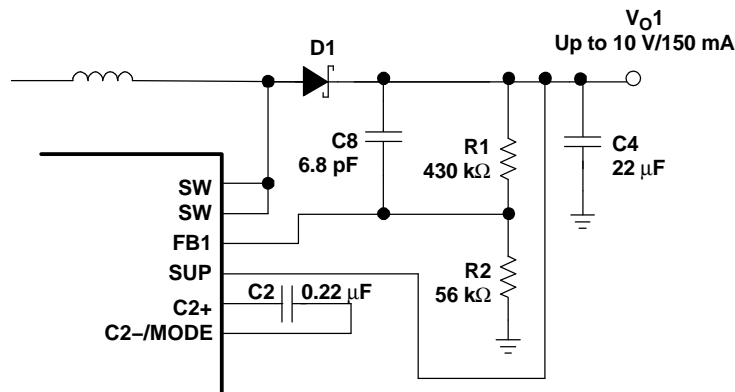 V_O1
Up to 10 V/150 mA
D1
C8
6.8 pF
R1
430 kΩ
C4
22 μF
SW
SW
FB1
SUP
C2+
C2–/MODE
C2 0.22 μF
R2
56 kΩ